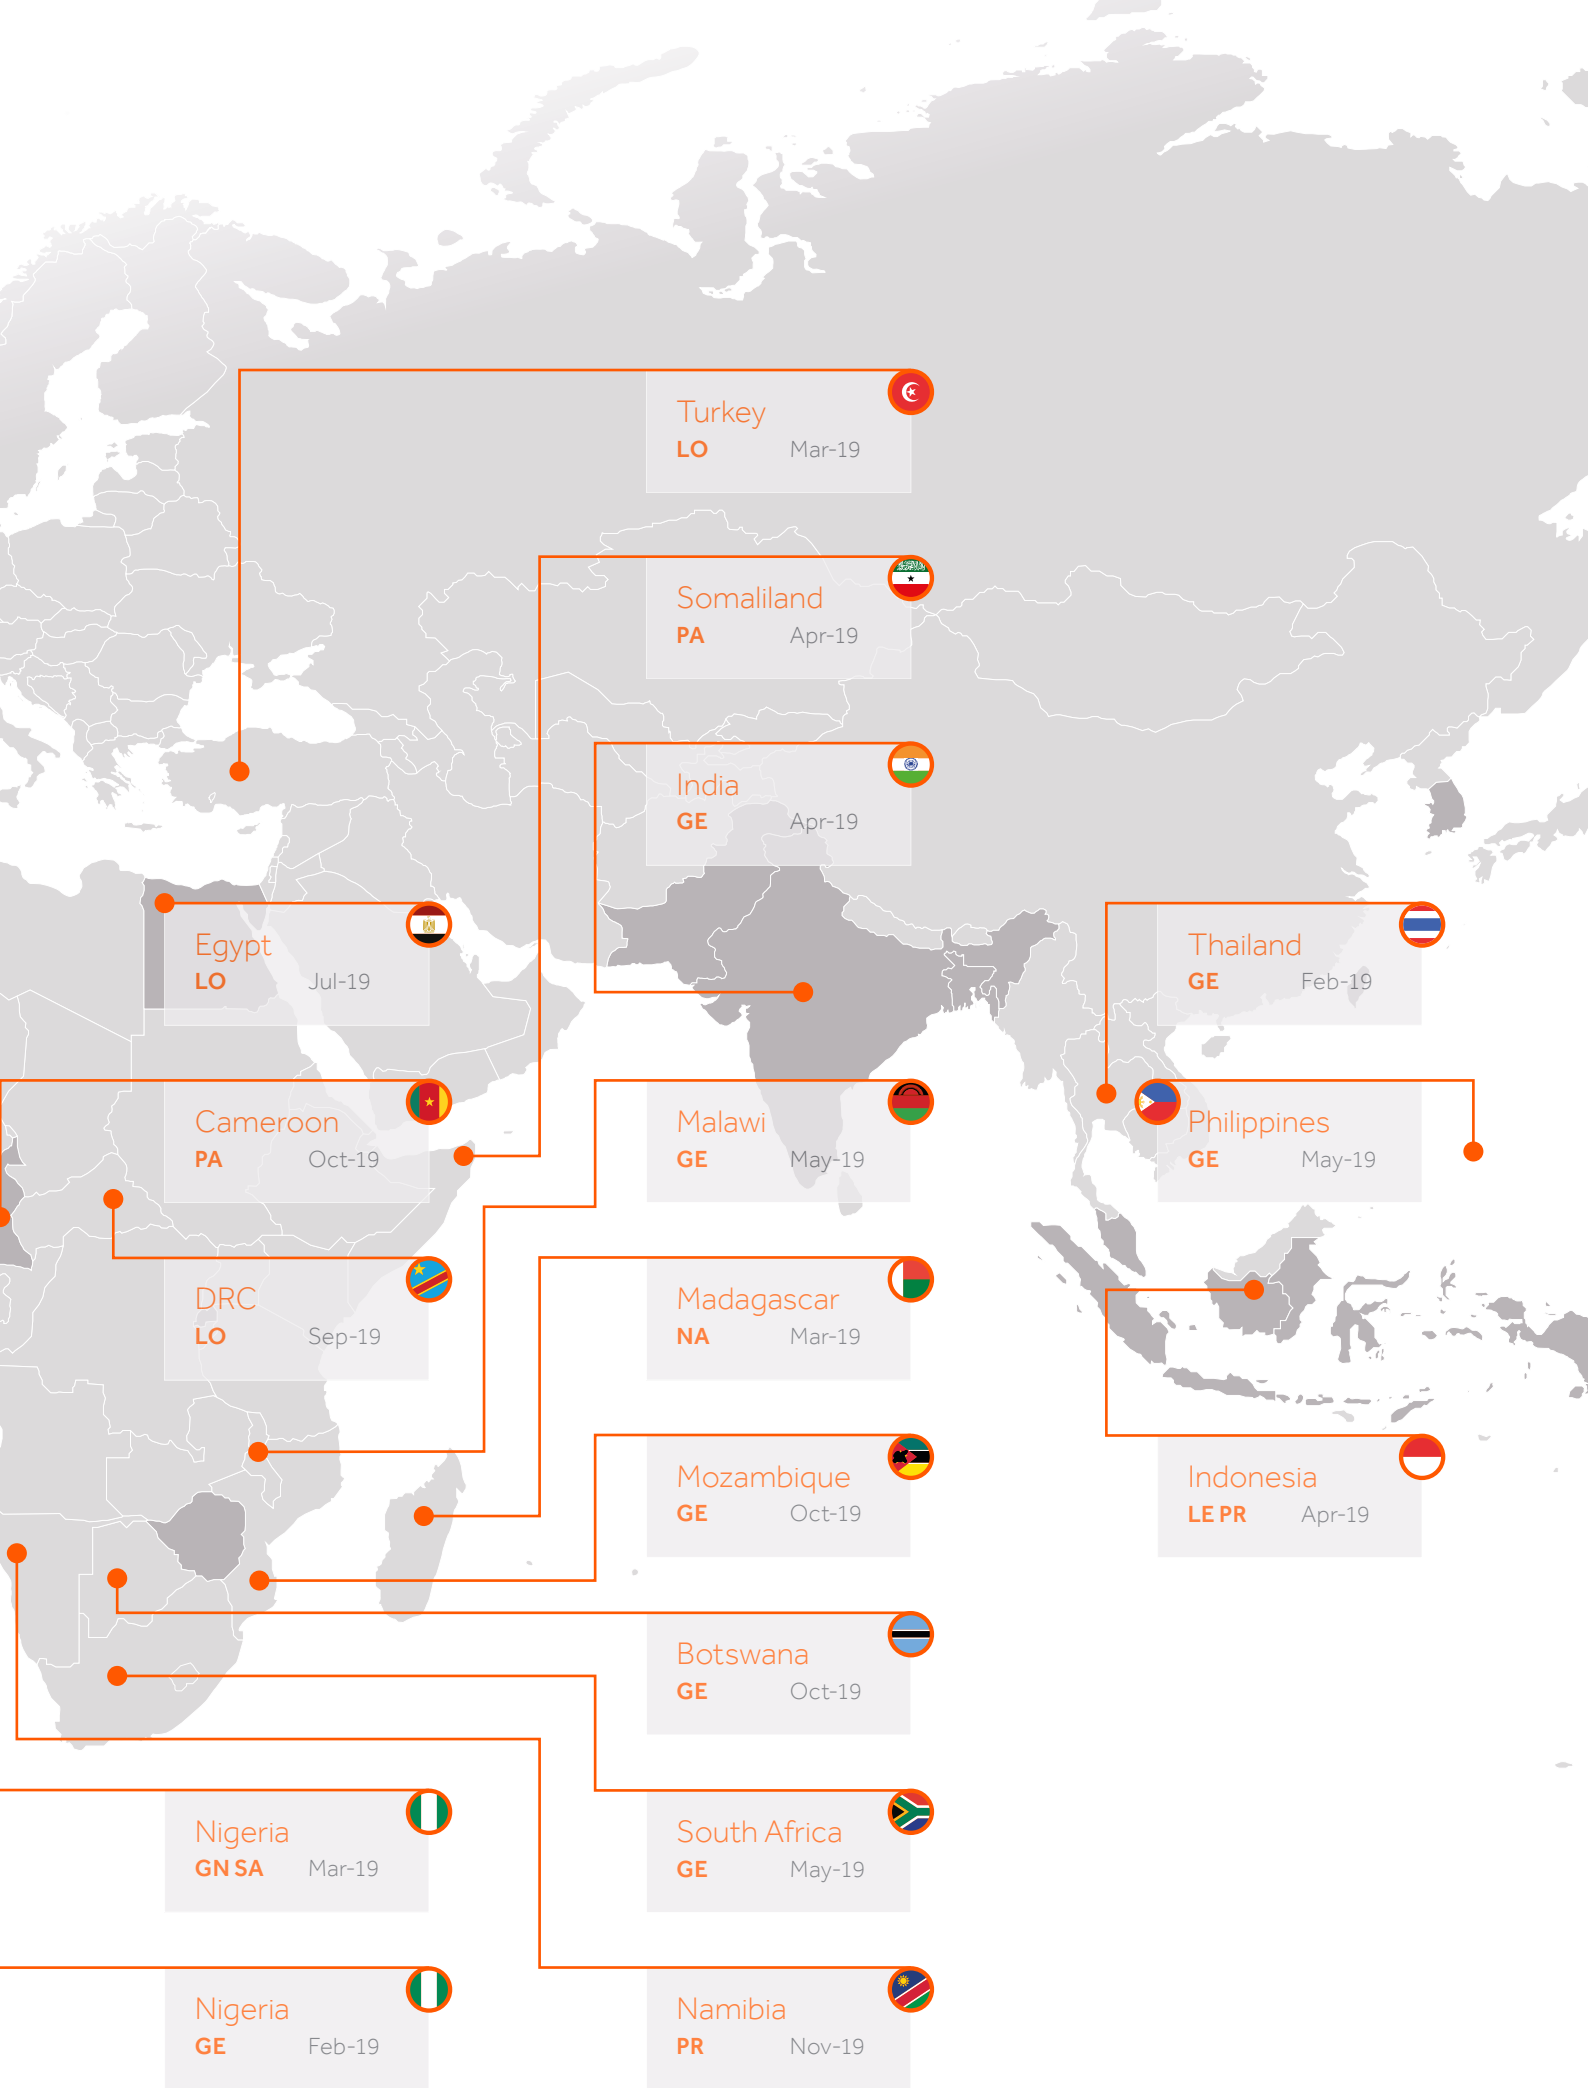 Turkey
LO Mar-19
Somaliland
PA Apr-19
India
GE Apr-19
Egypt
LO Jul-19
Thailand
GE Feb-19
Cameroon
PA Oct-19
Malawi
GE May-19
Philippines
GE May-19
DRC
LO Sep-19
Madagascar
NA Mar-19
Mozambique
GE Oct-19
Indonesia
LE PR Apr-19
Botswana
GE Oct-19
Nigeria
GN SA Mar-19
South Africa
GE May-19
Nigeria
GE Feb-19
Namibia
PR Nov-19